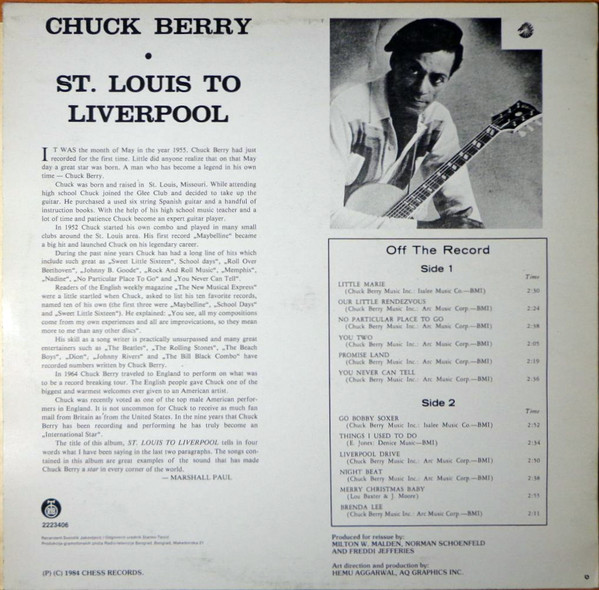 CHUCK BERRY
•
ST. LOUIS TO
LIVERPOOL
IT WAS the month of May in the year 1955. Chuck Berry had just
recorded for the first time. Little did anyone realize that on that May
day a great star was born. A man who has become a legend in his own
time — Chuck Berry.
Chuck was born and raised in St. Louis, Missouri. While attending
high school Chuck joined the Glee Club and decided to take up the
guitar. He purchased a used six string Spanish guitar and a handful of
instruction books. With the help of his high school music teacher and a
lot of time and patience Chuck become an expert guitar player.
In 1952 Chuck started his own combo and played in many small
clubs around the St. Louis area. His first record „Maybelline" became
a big hit and launched Chuck on his legendary career.
During the past nine years Chuck has had a long line of hits which
include such great as „Sweet Little Sixteen", School days", „Roll Over
Beethoven", „Johnny B. Goode", „Rock And Roll Music", „Memphis",
„Nadine", „No Particular Place To Go" and „You Never Can Tell".
Readers of the English weekly magazine „The New Musical Express"
were a little startled when Chuck, asked to list his ten favorite records,
named ten of his own (the first three were „Maybelline", „School Days"
and „Sweet Little Sixteen"). He explained: „You see, all my compositions
come from my own experiences and all are improvisations, so they mean
more to me than any other discs".
His skill as a song writer is practically unsurpassed and many great
entertainers such as „The Beatles", „The Rolling Stones", „The Beach
Boys", „Dion", „Johnny Rivers" and „The Bill Black Combo" have
recorded numbers written by Chuck Berry.
In 1964 Chuck Berry traveled to England to perform on what was
to be a record breaking tour. The English people gave Chuck one of the
biggest and warmest welcomes ever given to an American artist.
Chuck was recently voted as one of the top male American perfor-
mers in England. It is not uncommon for Chuck to receive as much fan
mail from Britain as from the United States. In the nine years that Chuck
Berry has been recording and performing he has truly become an
„International Star".
The title of this album, ST. LOUIS TO LIVERPOOL tells in four
words what I have been saying in the last two paragraphs. The songs con-
tained in this album are great examples of the sound that has made
Chuck Berry a star in every corner of the world.
— MARSHALL PAUL
2223406
(P) (C) 1984 CHESS RECORDS.
Off The Record
Side 1
Time
LITTLE MARIE
(Chuck Berry Music Inc.: Isalee Music Co.—BMI) 2:30
OUR LITTLE RENDEZVOUS
(Chuck Berry Music Inc.: Arc Music Corp.—BMI) 2:24
NO PARTICULAR PLACE TO GO
(Chuck Berry Music Inc.: Arc Music Corp.—BMI) 2:38
YOU TWO
(Chuck Berry Music Inc.: Arc Music Corp.—BMI) 2:05
PROMISE LAND
(Chuck Berry Music Inc.: Arc Music Corp.—BMI) 2:19
YOU NEVER CAN TELL
(Chuck Berry Music Inc.: Arc Music Corp.—BMI) 2:36
Side 2
Time
GO BOBBY SOXER
(Chuck Berry Music Inc.: Isalee Music Co.—BMI) 2:52
THINGS I USED TO DO
(E. Jones: Venice Music—BMI) 2:34
LIVERPOOL DRIVE
(Chuck Berry Music Inc.: Arc Music Corp.—BMI) 2:50
NIGHT BEAT
(Chuck Berry Music Inc.: Arc Music Corp.—BMI) 2:38
MERRY CHRISTMAS BABY
(Lou Baxter & J. Moore) 2:55
BRENDA LEE
(Chuck Berry Music Inc.: Arc Music Corp.—BMI) 2:11
Produced for reissue by:
MILTON W. MALDEN, NORMAN SCHOENFELD
AND FREDDI JEFFERIES
Art direction and production by:
HEMU AGGARWAL, AQ GRAPHICS INC.